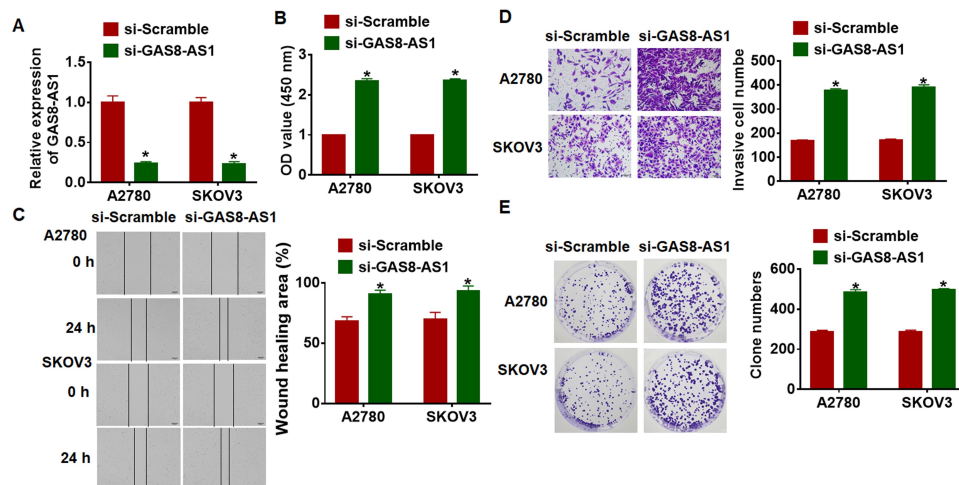 A
si-Scramble
si-GAS8-AS1
Relative expression
of GAS8-AS1
1.5
1.0
0.5
0.0
*
*
A2780
SKOV3
B
si-Scramble
si-GAS8-AS1
OD value (450 nm)
3
2
1
0
*
*
A2780
SKOV3
C
si-Scramble si-GAS8-AS1
A2780
0 h
24 h
SKOV3
0 h
24 h
si-Scramble
si-GAS8-AS1
Wound healing area (%)
100
50
0
*
*
A2780
SKOV3
D
si-Scramble si-GAS8-AS1
A2780
SKOV3
si-Scramble
si-GAS8-AS1
Invasive cell numbe
400
300
200
100
0
*
*
A2780
SKOV3
E
si-Scramble si-GAS8-AS1
A2780
SKOV3
si-Scramble
si-GAS8-AS1
Clone numbers
600
400
200
0
*
*
A2780
SKOV3